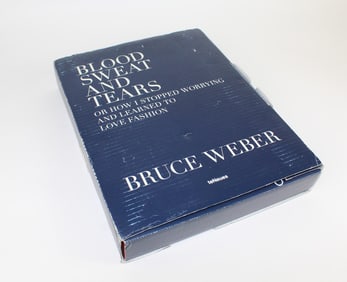 BLOOD
SWEAT
AND
TEARS
OR HOW I STOPPED WORRYING
AND LEARNED TO
LOVE FASHION
BRUCE WEBER
teNeues